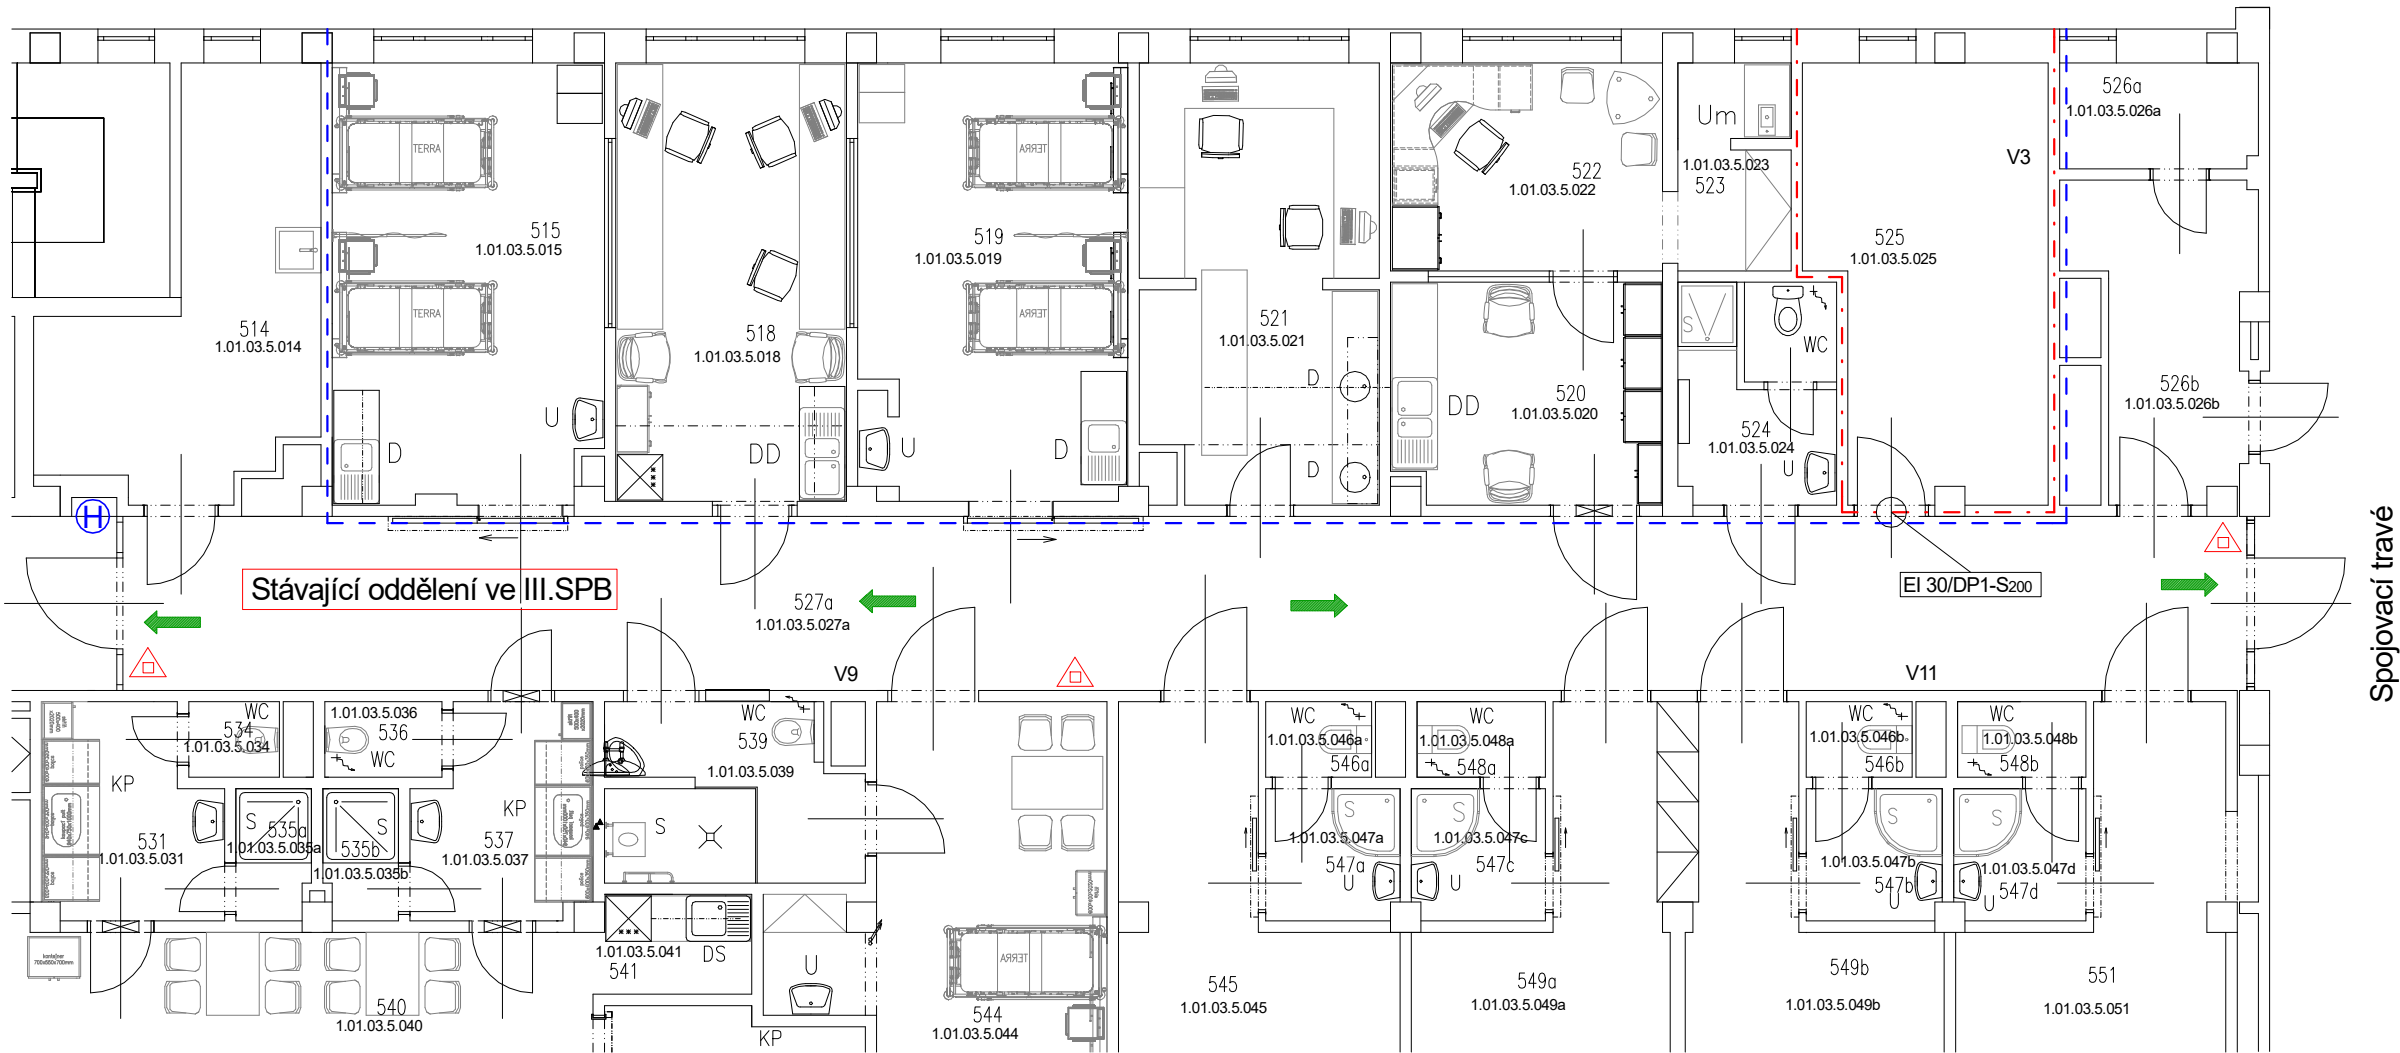 526a
1.01.03.5.026a
Um
V3
TERRA
TERRA
1.01.03.5.023
523
522
1.01.03.5.022
515
1.01.03.5.015
519
1.01.03.5.019
525
1.01.03.5.025
514
1.01.03.5.014
TERRA
518
1.01.03.5.018
TERRA
521
1.01.03.5.021
S
WC
D
520
1.01.03.5.020
DD
526b
1.01.03.5.026b
U
D
DD
U
D
D
524
1.01.03.5.024
U
H
Spojovací travé
Stávající oddělení ve III.SPB
EI 30/DP1-S200
527a
1.01.03.5.027a
V9
V11
WC
534
1.01.03.5.034
1.01.03.5.036
536
WC
WC
539
1.01.03.5.039
WC
1.01.03.5.046a
546a
WC
1.01.03.5.048a
548a
WC
1.01.03.5.046b
546b
WC
1.01.03.5.048b
548b
KP
KP
531
1.01.03.5.031
S
535a
1.01.03.5.035a
S
535b
1.01.03.5.035b
537
1.01.03.5.037
S
S
1.01.03.5.047a
547a
U
S
1.01.03.5.047c
547c
U
S
1.01.03.5.047b
547b
U
S
1.01.03.5.047d
547d
U
kontejner
700x660x700mm
540
1.01.03.5.040
1.01.03.5.041
541
DS
U
KP
TERRA
544
1.01.03.5.044
545
1.01.03.5.045
549a
1.01.03.5.049a
549b
1.01.03.5.049b
551
1.01.03.5.051